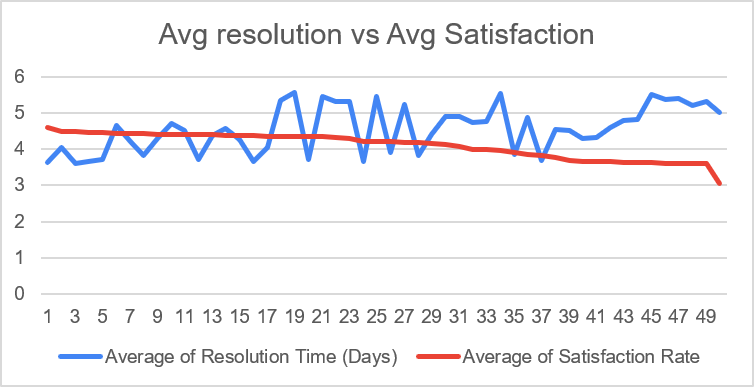 Avg resolution vs Avg Satisfaction
6
5
4
3
2
1
0
1 3 5 7 9 11 13 15 17 19 21 23 25 27 29 31 33 35 37 39 41 43 45 47 49
Average of Resolution Time (Days) Average of Satisfaction Rate